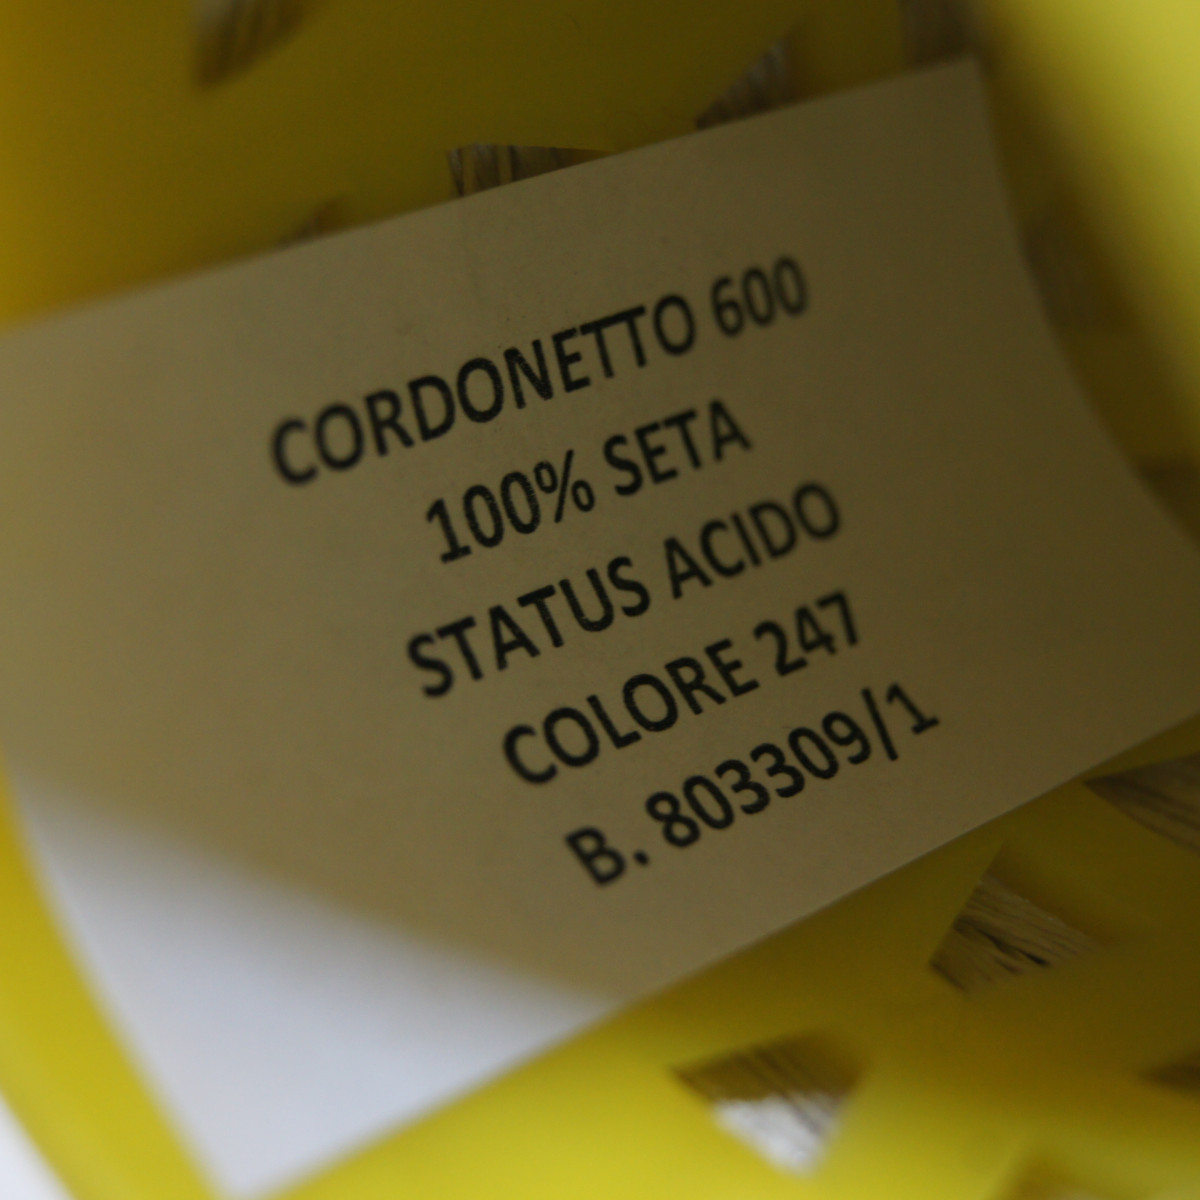 CORDONETTO 600
100% SETA
STATUS ACIDO
COLORE 247
B. 803309/1